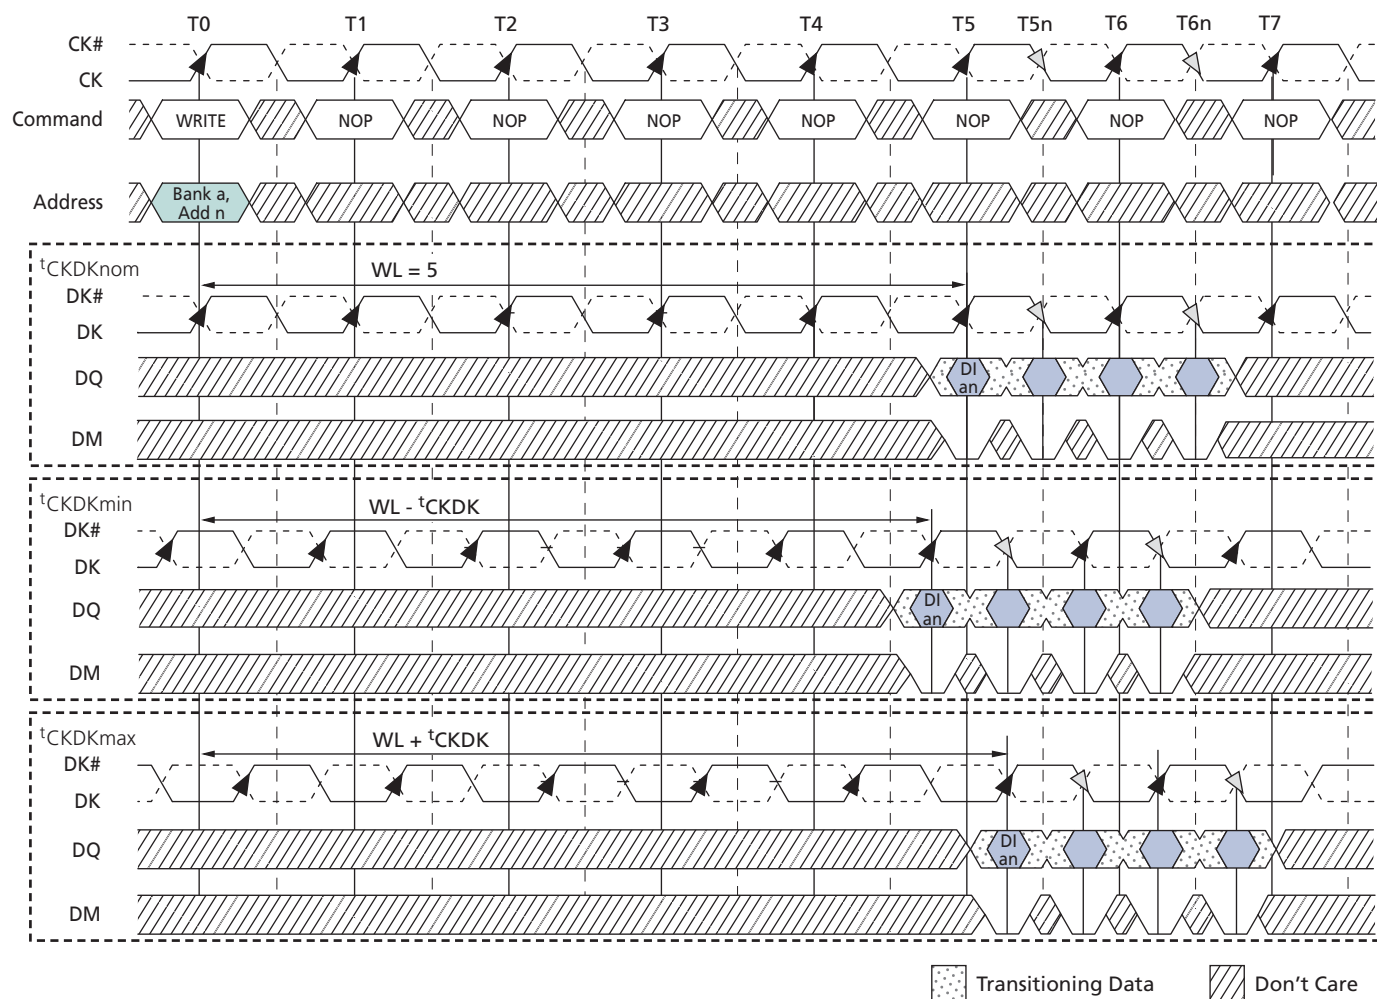 T0 T1 T2 T3 T4 T5 T5n T6 T6n T7
CK#
CK
Command WRITE NOP NOP NOP NOP NOP NOP NOP
Address Bank a,
Add n
tCKDKnom
WL = 5
DK#
DK
DQ DI
an
DM
tCKDKmin
WL - tCKDK
DK#
DK
DQ DI
an
DM
tCKDKmax
WL + tCKDK
DK#
DK
DQ DI
an
DM
Transitioning Data Don't Care